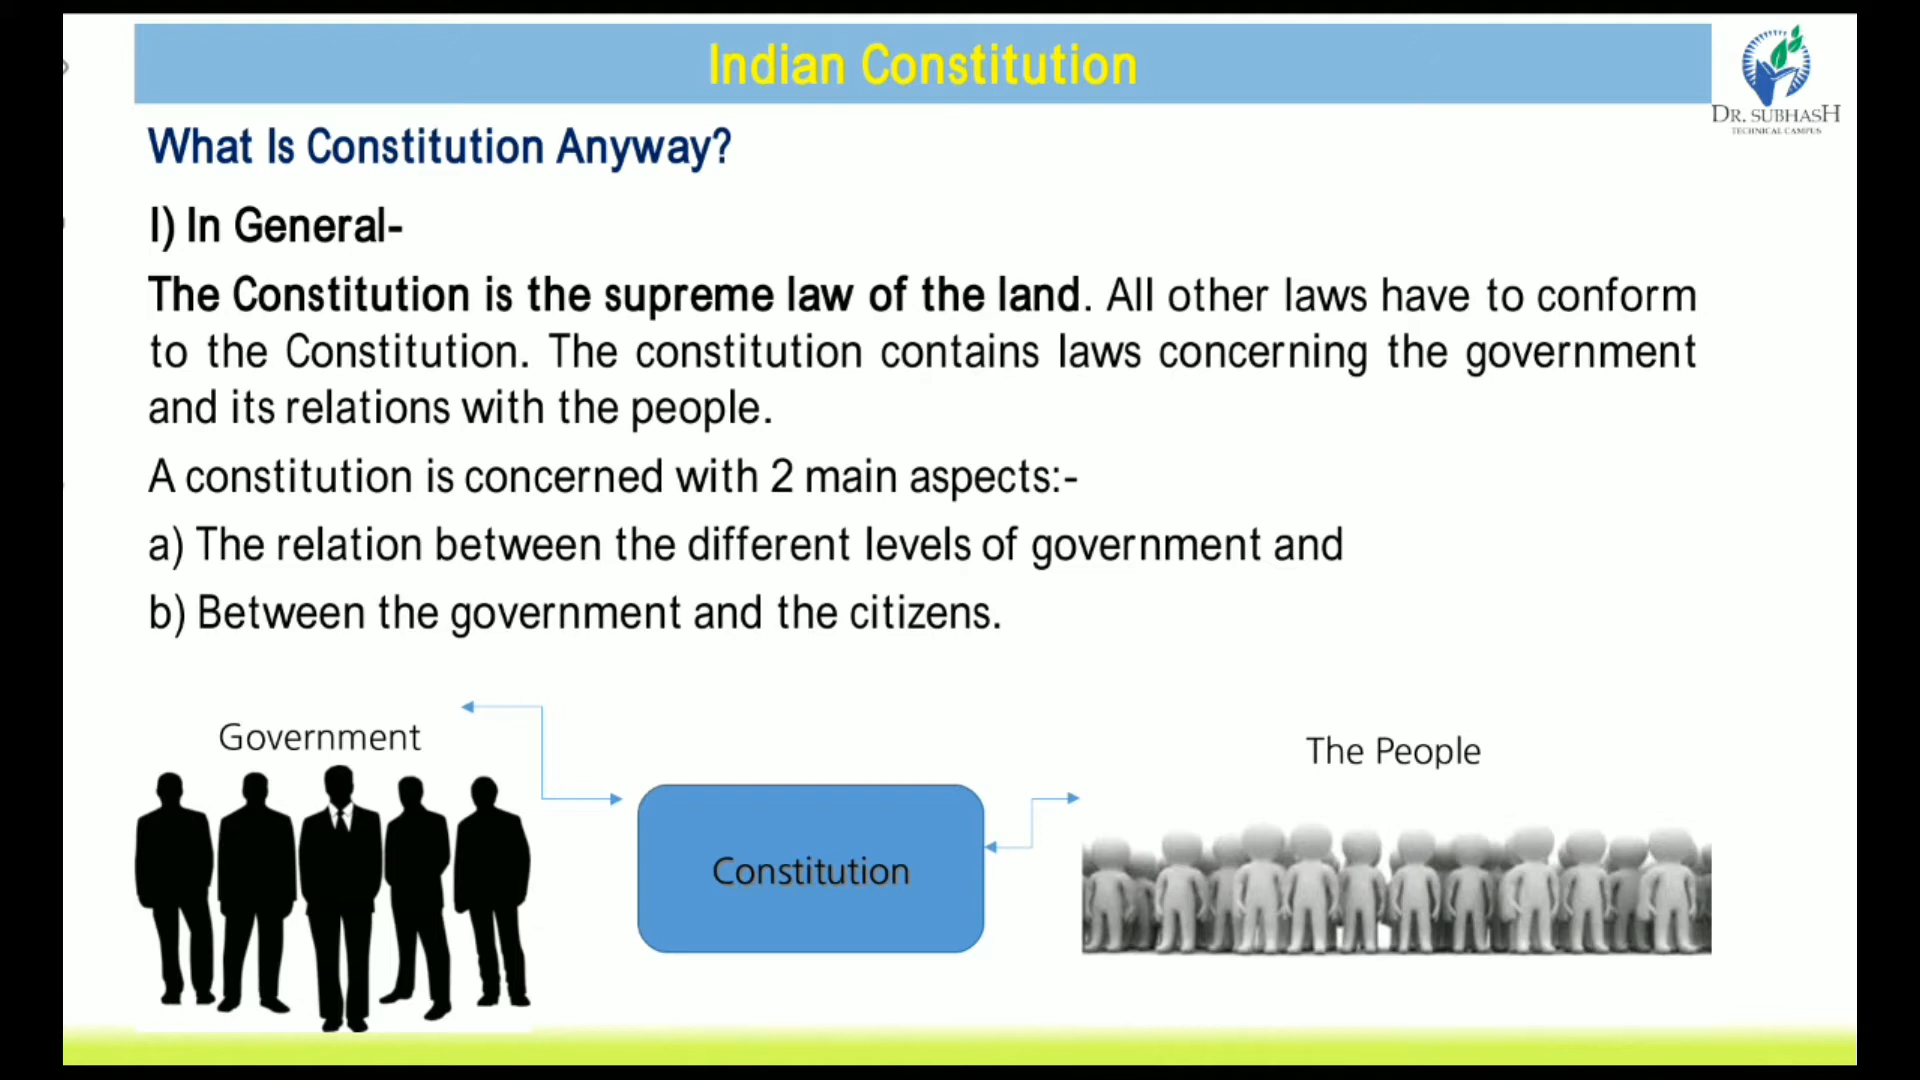 Indian Constitution
DR. SUBHASH
TECHNICAL CAMPUS
What Is Constitution Anyway?
I) In General-
The Constitution is the supreme law of the land. All other laws have to conform
to the Constitution. The constitution contains laws concerning the government
and its relations with the people.
A constitution is concerned with 2 main aspects:-
a) The relation between the different levels of government and
b) Between the government and the citizens.
Government
The People
Constitution